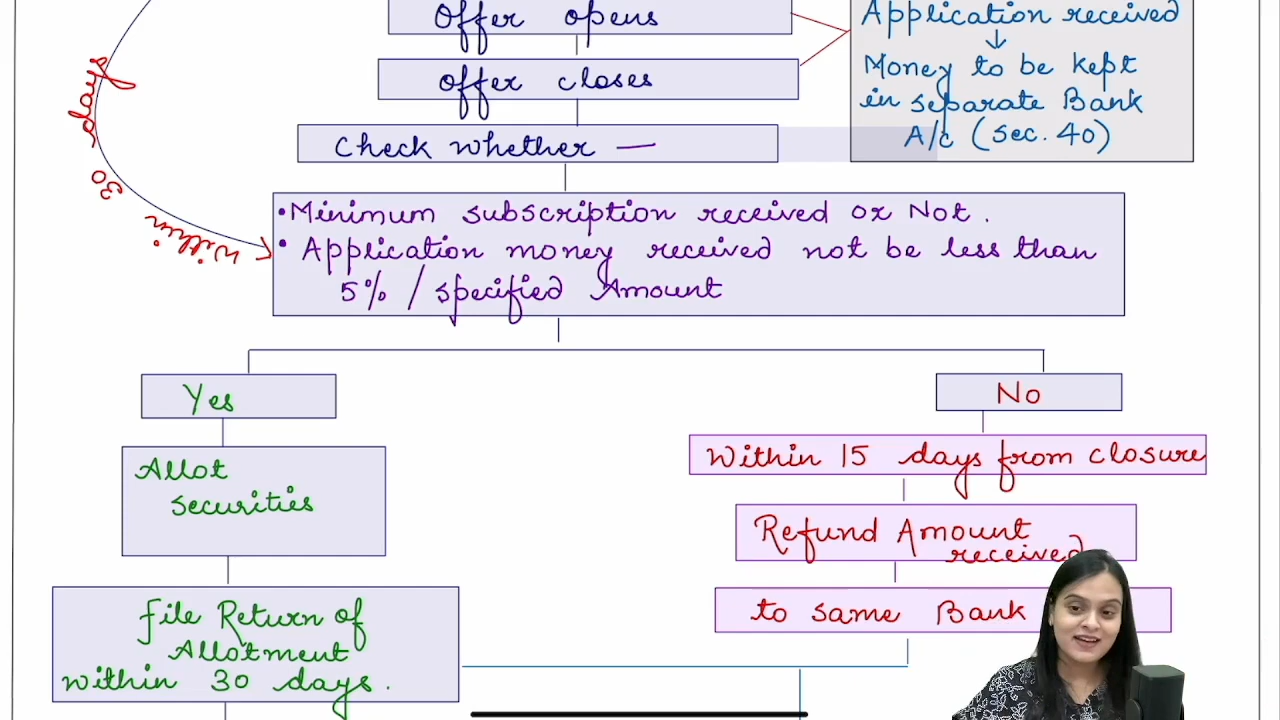 Offer opens
Offer closes
Check whether —
Application received
↓
Money to be kept
in separate Bank
A/c (Sec. 40)
within 30 days
• Minimum subscription received or Not.
• Application money received not be less than
5% / specified Amount
Yes
No
Allot
securities
Within 15 days from closure
Refund Amount
received
to same Bank
File Return of
Allotment
within 30 days.